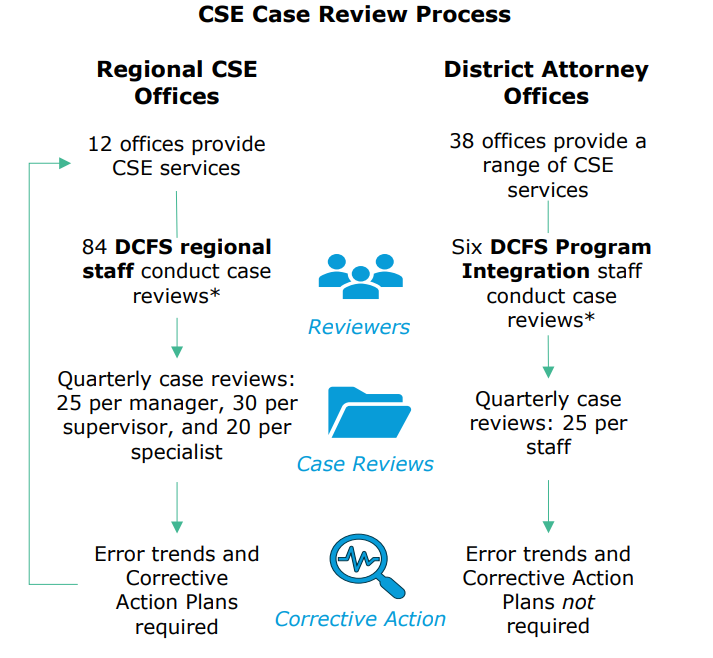 CSE Case Review Process
Regional CSE
Offices
12 offices provide
CSE services
84 DCFS regional
staff conduct case
reviews*
Quarterly case reviews:
25 per manager, 30 per
supervisor, and 20 per
specialist
Error trends and
Corrective
Action Plans
required
Reviewers
Case Reviews
Corrective Action
District Attorney
Offices
38 offices provide a
range of CSE
services
Six DCFS Program
Integration staff
conduct case
reviews*
Quarterly case
reviews: 25 per
staff
Error trends and
Corrective Action
Plans not
required